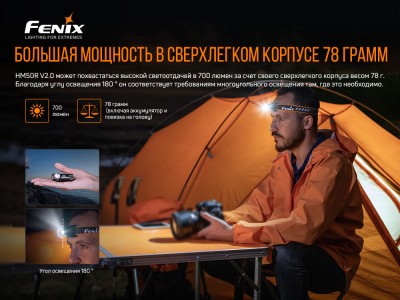 FENIX
LIGHTING FOR EXTREMES
БОЛЬШАЯ МОЩНОСТЬ В СВЕРХЛЕГКОМ КОРПУСЕ 78 ГРАММ
HM50R V2.0 может похвастаться высокой светоотдачей в 700 люмен за счет своего сверхлегкого корпуса весом 78 г.
Благодаря углу освещения 180 ° он соответствует требованиям многоугольного освещения там, где это необходимо.
700
люмен
78 грамм
(включая аккумулятор и
повязка на голову)
FENIX
FENIX
Угол освещения 180 °